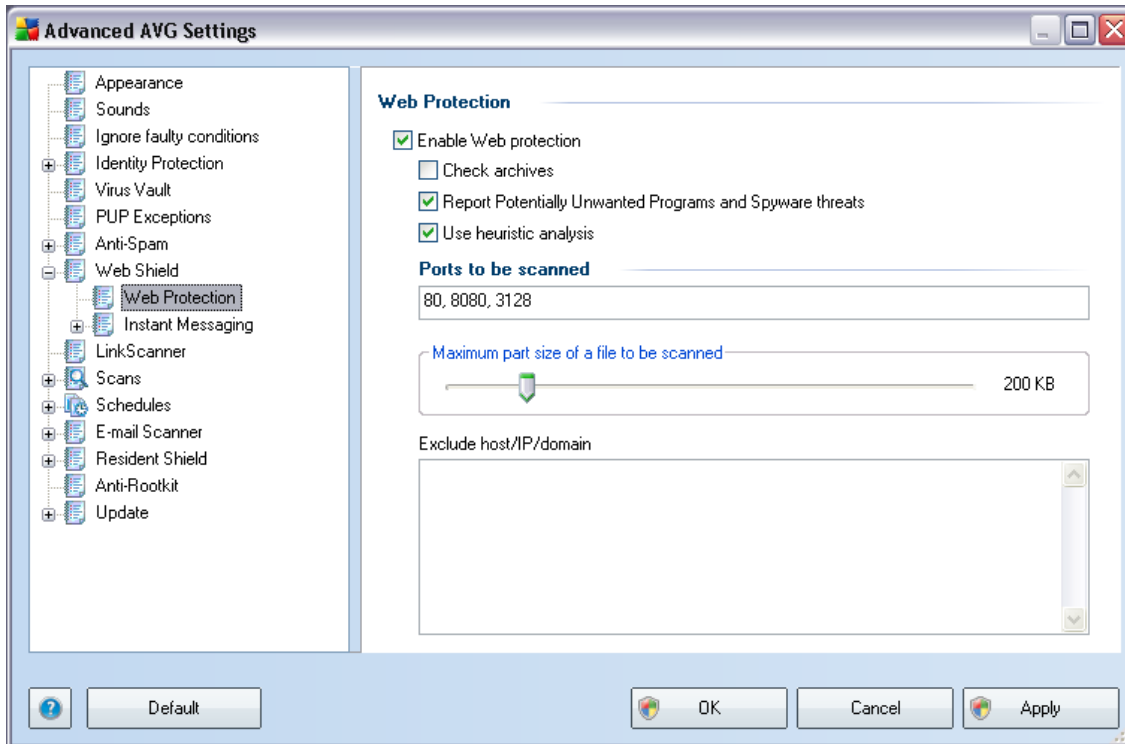 Advanced AVG Settings
Appearance
Sounds
Ignore faulty conditions
Identity Protection
Virus Vault
PUP Exceptions
Anti-Spam
Web Shield
Web Protection
Instant Messaging
LinkScanner
Scans
Schedules
E-mail Scanner
Resident Shield
Anti-Rootkit
Update
Web Protection
Enable Web protection
Check archives
Report Potentially Unwanted Programs and Spyware threats
Use heuristic analysis
Ports to be scanned
80, 8080, 3128
Maximum part size of a file to be scanned
200 KB
Exclude host/IP/domain
? Default OK Cancel Apply